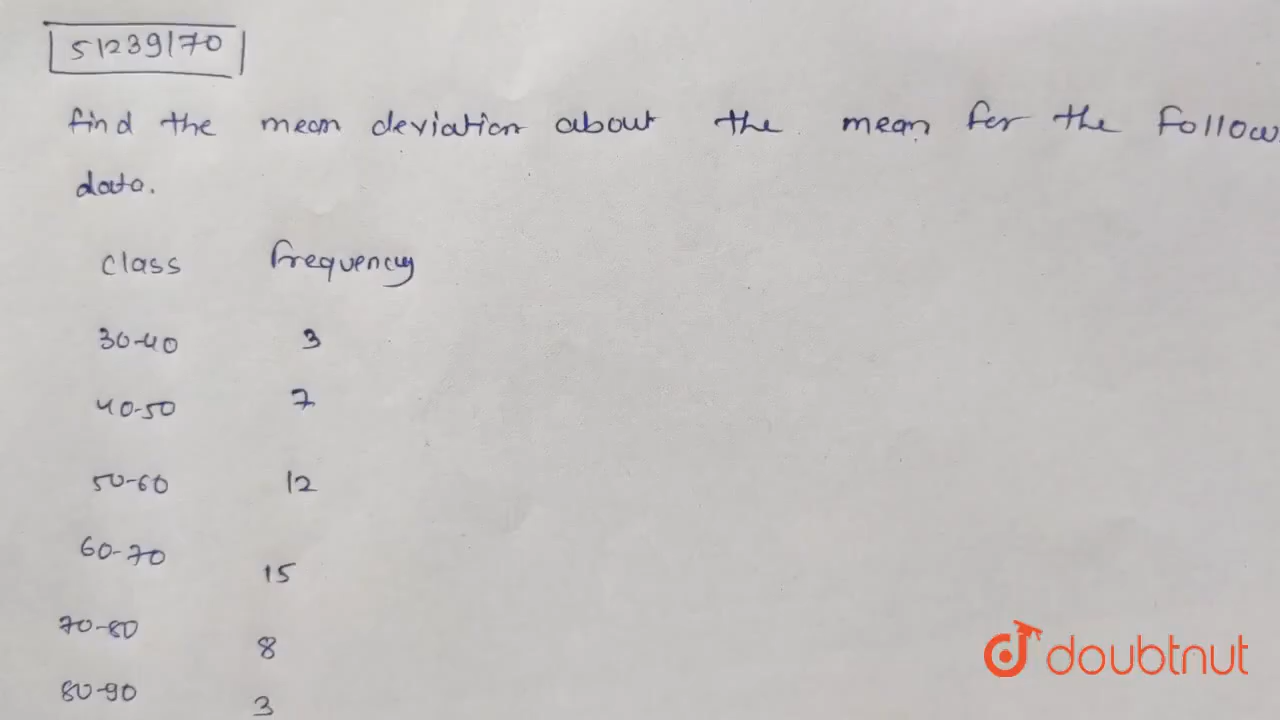 51239170
find the mean deviation about the mean for the follow
data.
class frequency
30-40 3
40-50 7
50-60 12
60-70 15
70-80 8
80-90 3
doubtnut